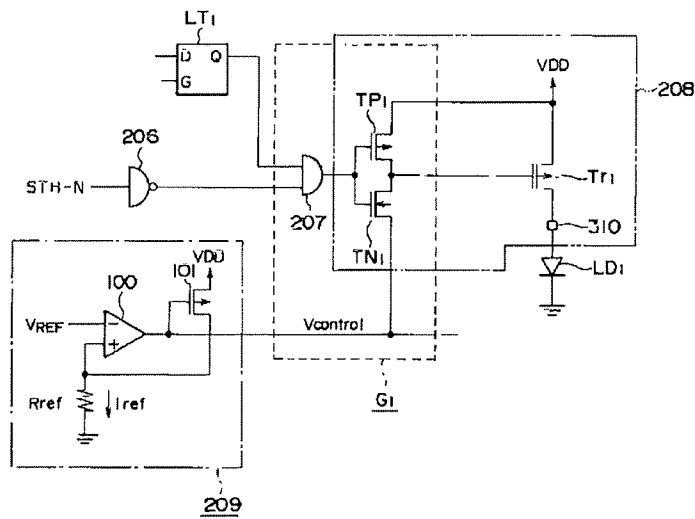 LT1
D Q
G
VDD
208
TP1
206
Tr1
STH-N
207
310
TN1
LD1
VDD
101
100
VREF
Vcontrol
Rref
Iref
G1
209